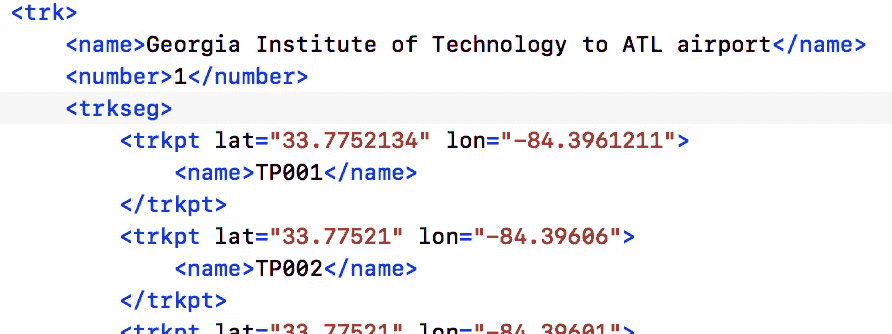 <trk>
<name>Georgia Institute of Technology to ATL airport</name>
<number>1</number>
<trkseg>
<trkpt lat="33.7752134" lon="-84.3961211">
<name>TP001</name>
</trkpt>
<trkpt lat="33.77521" lon="-84.39606">
<name>TP002</name>
</trkpt>
<trkpt lat="33.77521" lon="-84.39601">